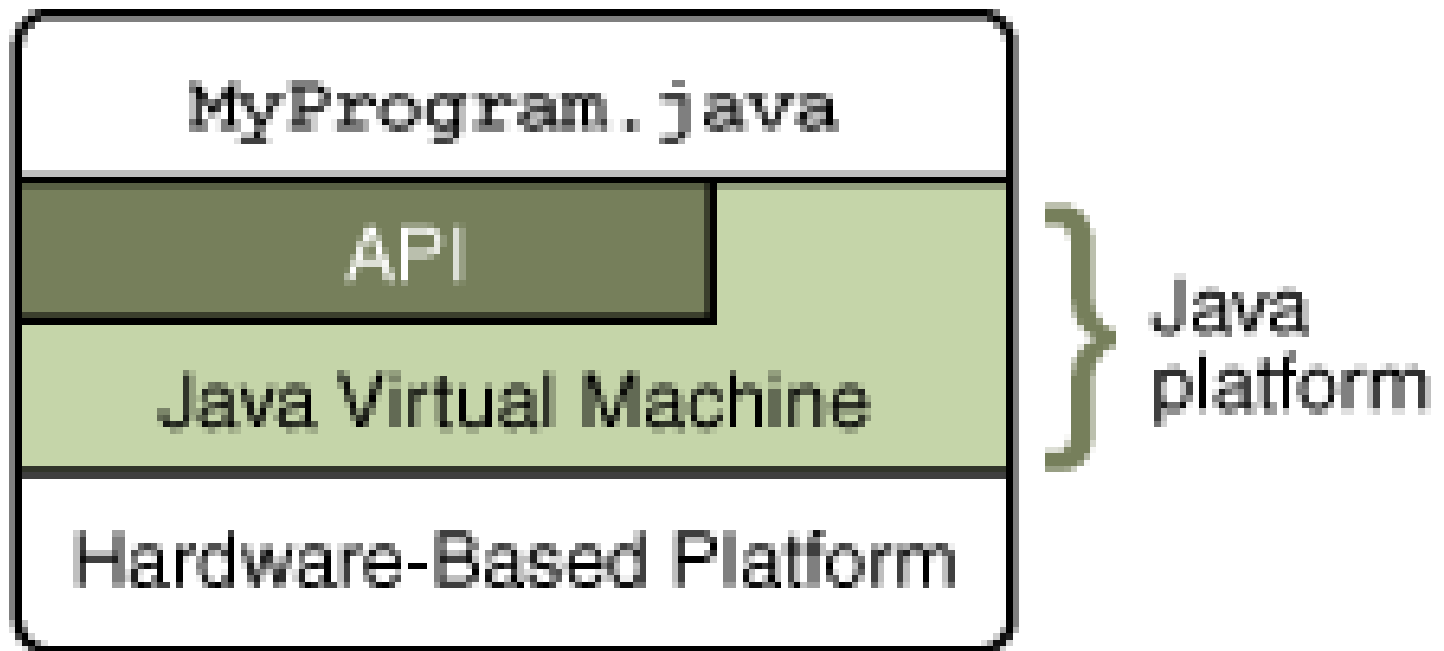 MyProgram.java
API
Java Virtual Machine
Hardware-Based Platform
Java
platform